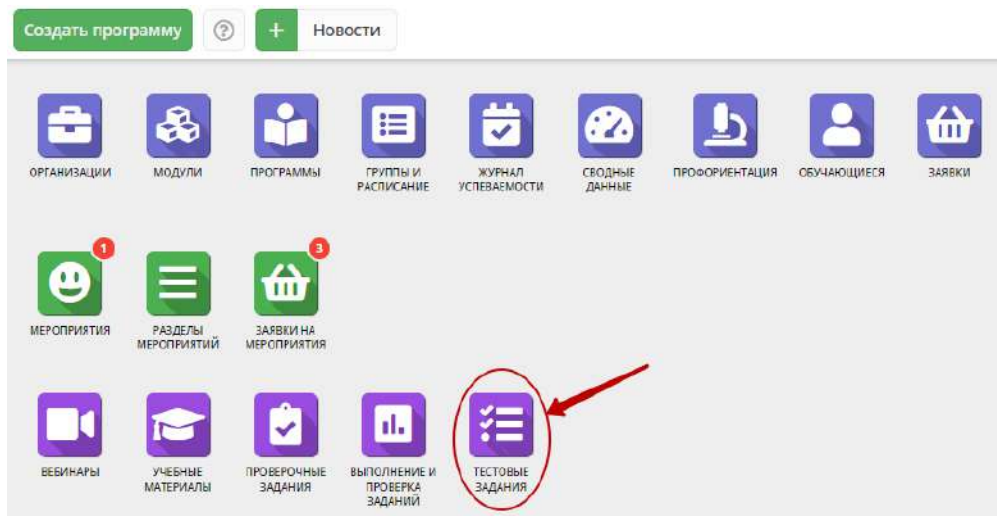 Создать программу ? + Новости
ОРГАНИЗАЦИИ МОДУЛИ ПРОГРАММЫ ГРУППЫ И РАСПИСАНИЕ ЖУРНАЛ УСПЕВАЕМОСТИ СВОДНЫЕ ДАННЫЕ ПРОФОРИЕНТАЦИЯ ОБУЧАЮЩИЕСЯ ЗАЯВКИ
1 3
МЕРОПРИЯТИЯ РАЗДЕЛЫ МЕРОПРИЯТИЙ ЗАЯВКИ НА МЕРОПРИЯТИЯ
ВЕБИНАРЫ УЧЕБНЫЕ МАТЕРИАЛЫ ПРОВЕРОЧНЫЕ ЗАДАНИЯ ВЫПОЛНЕНИЕ И ПРОВЕРКА ЗАДАНИЙ ТЕСТОВЫЕ ЗАДАНИЯ